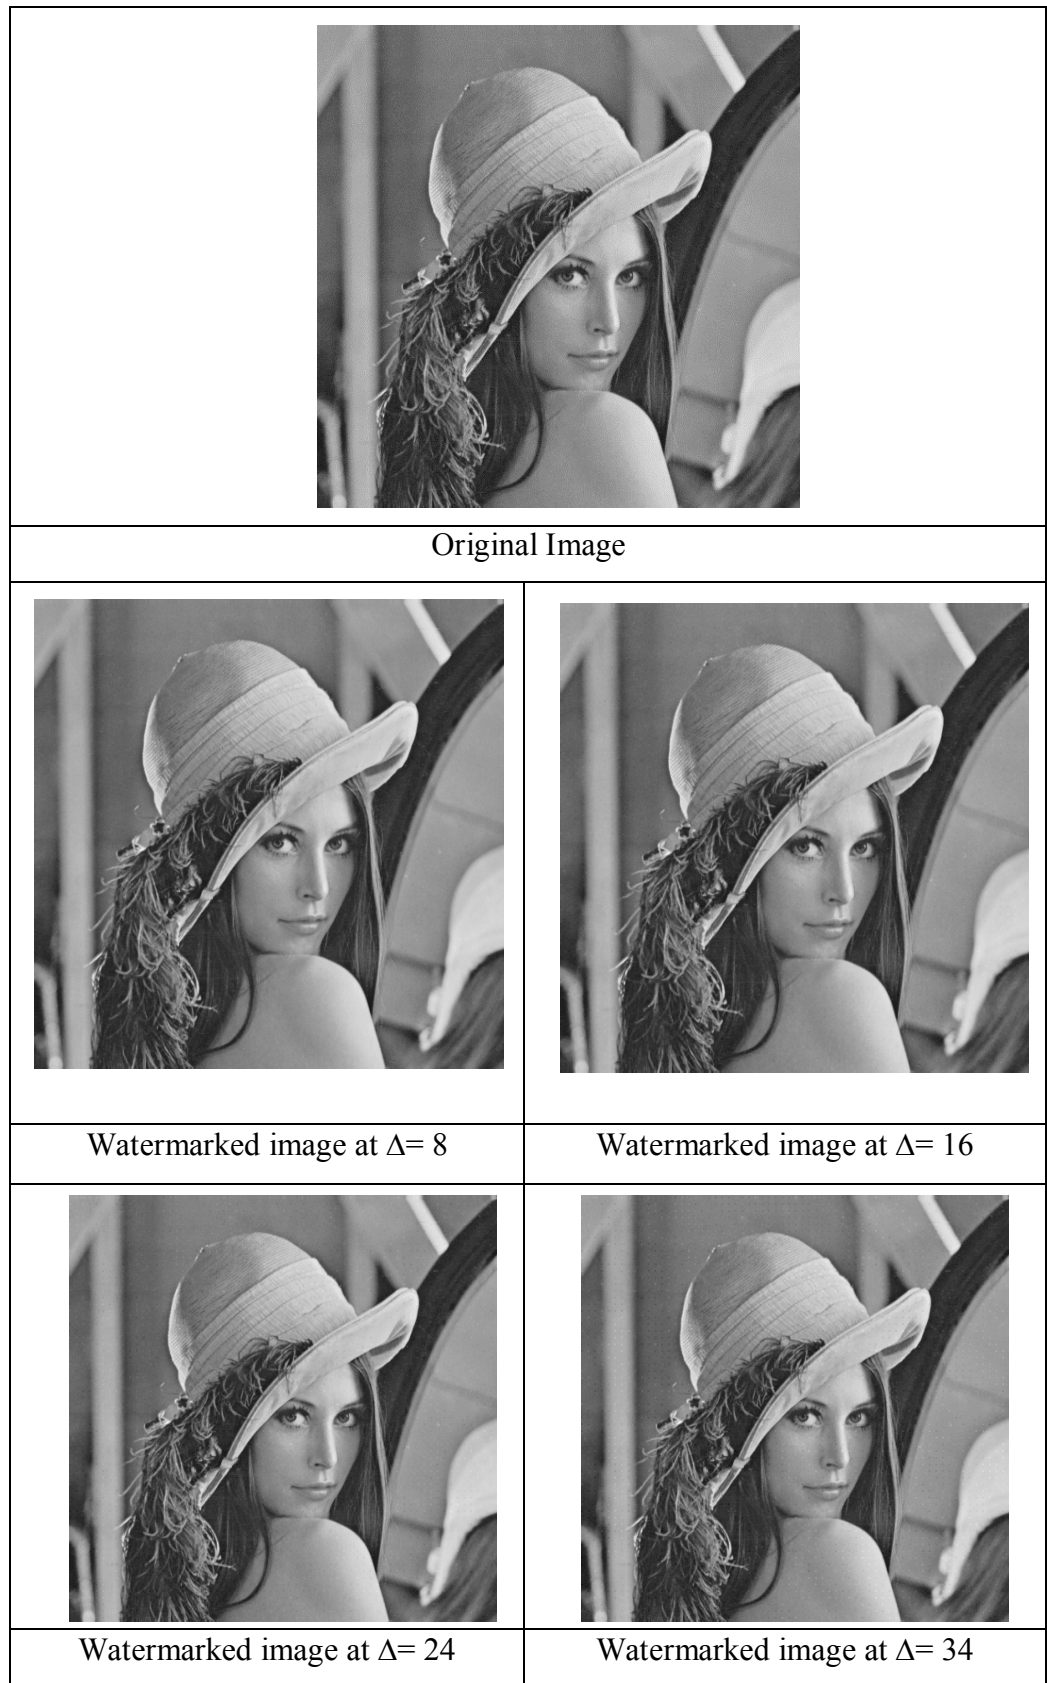 Original Image
Watermarked image at Δ= 8
Watermarked image at Δ= 16
Watermarked image at Δ= 24
Watermarked image at Δ= 34